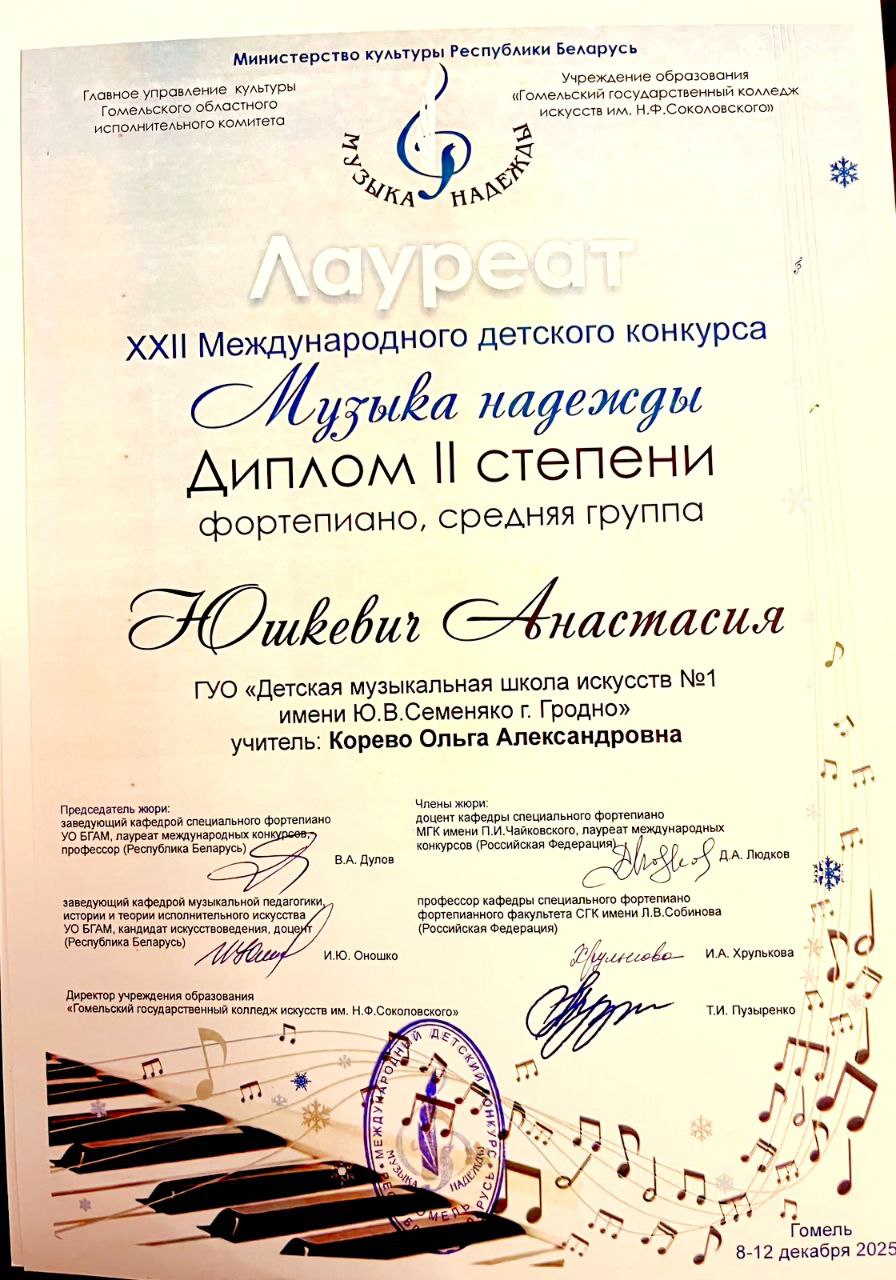 Министерство культуры Республики Беларусь
Главное управление культуры
Гомельского областного
исполнительного комитета
Учреждение образования
«Гомельский государственный колледж
искусств им. Н.Ф.Соколовского»
МУЗЫКА НАДЕЖДЫ
Лауреат
XXII Международного детского конкурса
Музыка надежды
Диплом II степени
фортепиано, средняя группа
Юшкевич Анастасия
ГУО «Детская музыкальная школа искусств №1
имени Ю.В.Семеняко г. Гродно»
учитель: Корево Ольга Александровна
Председатель жюри:
заведующий кафедрой специального фортепиано
УО БГАМ, лауреат международных конкурсов,
профессор (Республика Беларусь)
В.А. Дулов
Члены жюри:
доцент кафедры специального фортепиано
МГК имени П.И.Чайковского, лауреат международных
конкурсов (Российская Федерация)
Д.А. Людков
заведующий кафедрой музыкальной педагогики,
истории и теории исполнительного искусства
УО БГАМ, кандидат искусствоведения, доцент
(Республика Беларусь)
И.Ю. Оношко
профессор кафедры специального фортепиано
фортепианного факультета СГК имени Л.В.Собинова
(Российская Федерация)
Хрулькова
И.А. Хрулькова
Директор учреждения образования
«Гомельский государственный колледж искусств им. Н.Ф.Соколовского»
Т.И. Пузыренко
МЕЖДУНАРОДНЫЙ ДЕТСКИЙ КОНКУРС
МУЗЫКА НАДЕЖДЫ
ГОМЕЛЬ
Гомель
8-12 декабря 2025